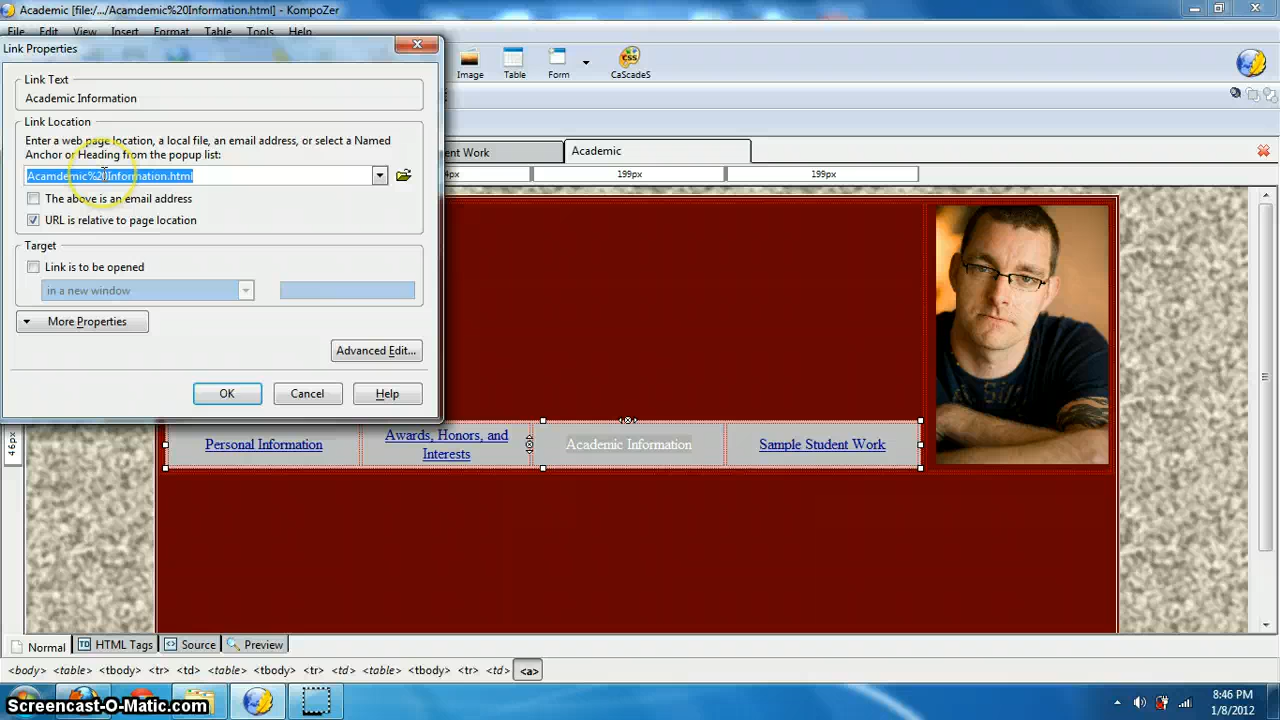 Academic [file:/.../Acamdemic%20Information.html] - KompoZer
File Edit View Insert Format Table Tools Help
Link Properties
Image Table Form CaScadeS
Link Text
Academic Information
Link Location
Enter a web page location, a local file, an email address, or select a Named
Anchor or Heading from the popup list:
Acamdemic%20Information.html
The above is an email address
URL is relative to page location
Target
Link is to be opened
in a new window
More Properties
Advanced Edit...
OK Cancel Help
ent Work Academic
4px 199px 199px
46px
Personal Information
Awards, Honors, and
Interests
Academic Information
Sample Student Work
Normal TD HTML Tags <> Source Preview
<body> <table> <tbody> <tr> <td> <table> <tbody> <tr> <td> <table> <tbody> <tr> <td> <a>
Screencast-O-Matic.com
8:46 PM
1/8/2012